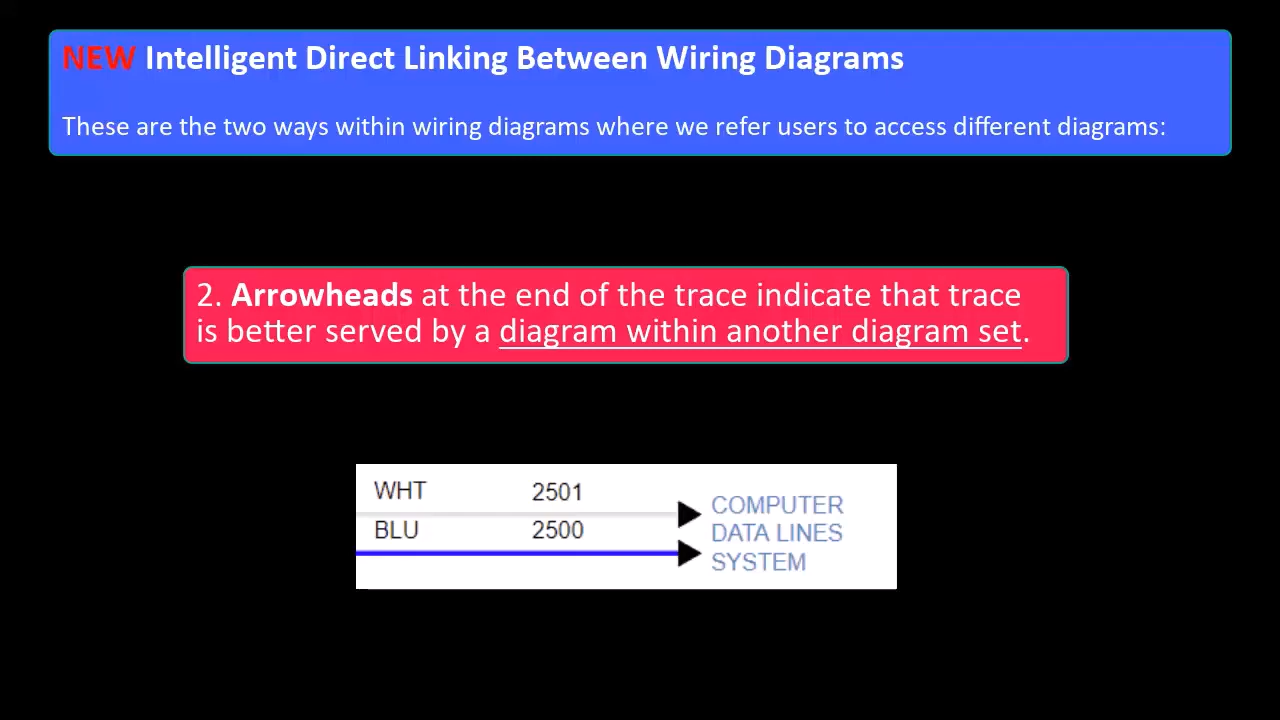 NEW Intelligent Direct Linking Between Wiring Diagrams
These are the two ways within wiring diagrams where we refer users to access different diagrams:
2. Arrowheads at the end of the trace indicate that trace
is better served by a diagram within another diagram set.
WHT 2501
BLU 2500
COMPUTER
DATA LINES
SYSTEM